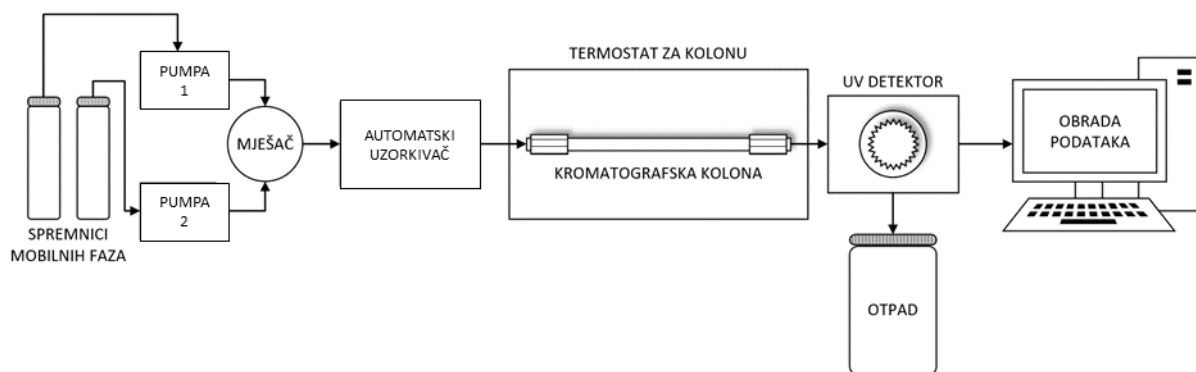 PUMPA
1
SPREMNICI
MOBILNIH FAZA
PUMPA
2
MJEŠAČ
AUTOMATSKI
UZORKIVAČ
TERMOSTAT ZA KOLONU
KROMATOGRAFSKA KOLONA
UV DETEKTOR
OTPAD
OBRADA
PODATAKA